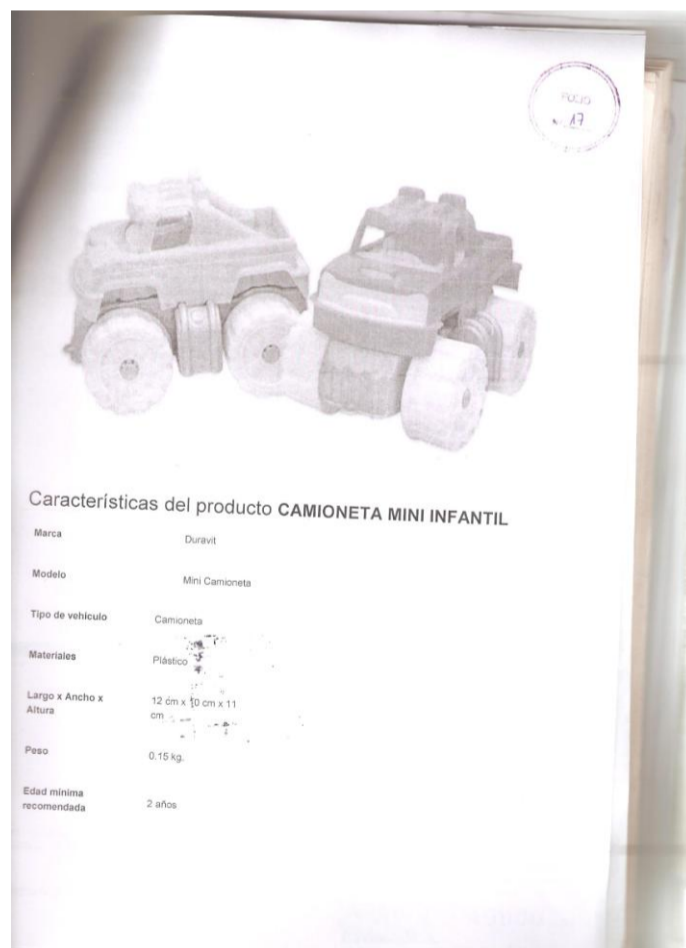 FOLIO
17
Características del producto CAMIONETA MINI INFANTIL
Marca Duravit
Modelo Mini Camioneta
Tipo de vehículo Camioneta
Materiales Plástico
Largo x Ancho x 12 cm x 10 cm x 11
Altura cm
Peso 0.15 kg.
Edad mínima
recomendada 2 años